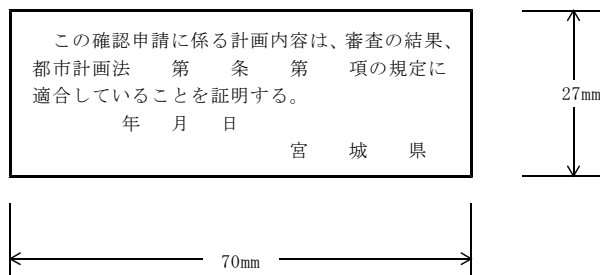 この確認申請に係る計画内容は、審査の結果、
都市計画法　　第　　条　　第　　項の規定に
適合していることを証明する。
年　　月　　日
宮　　城　　県
27mm
70mm